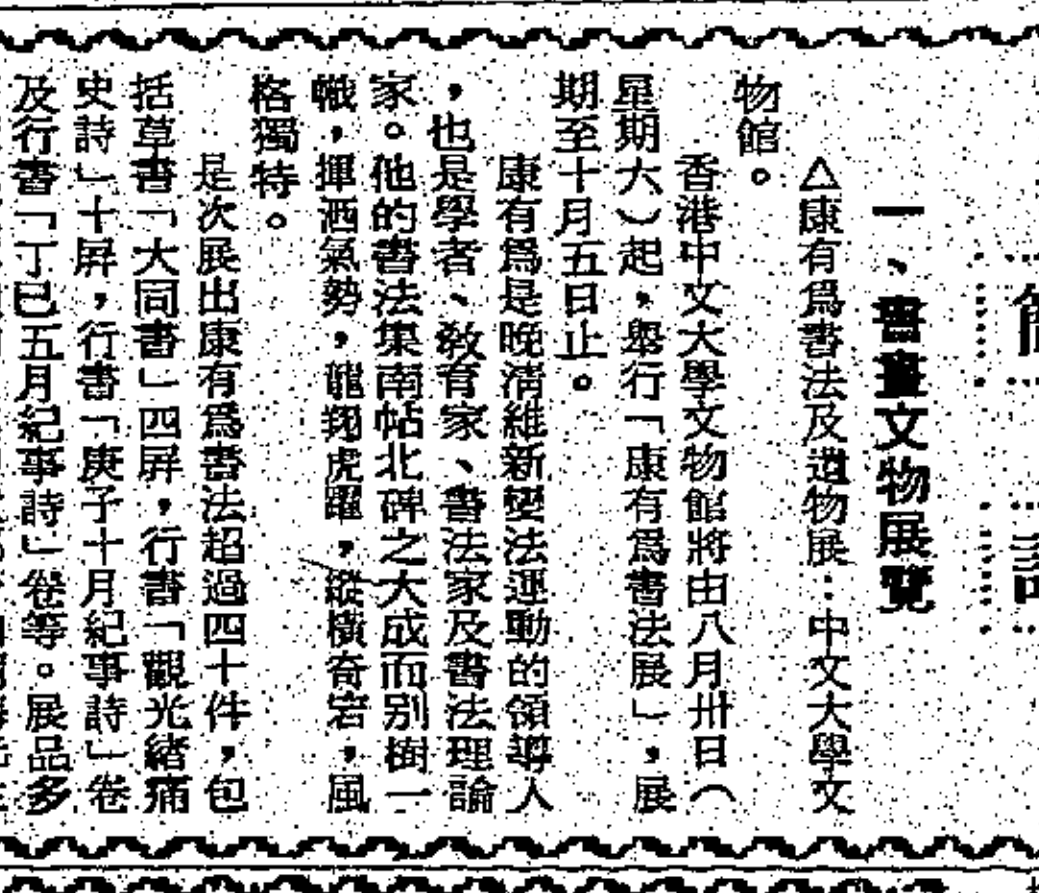 一、書畫文物展覽
△康有爲書法及遺物展：中文大學文
物館。
香港中文大學文物館將由八月卅日（
星期六）起，舉行「康有爲書法展」，展
期至十月五日止。
康有爲是晚清維新變法運動的領導人
，也是學者、教育家、書法家及書法理論
家。他的書法集南帖北碑之大成而别樹一
幟，揮洒氣勢，龍翔虎躍，縱橫奇宕，風
格獨特。
是次展出康有爲書法超過四十件，包
括草書「大同書」四屏，行書「觀光緒痛
史詩」十屏，行書「庚子十月紀事詩」卷
及行書「丁巳五月紀事詩」卷等。展品多